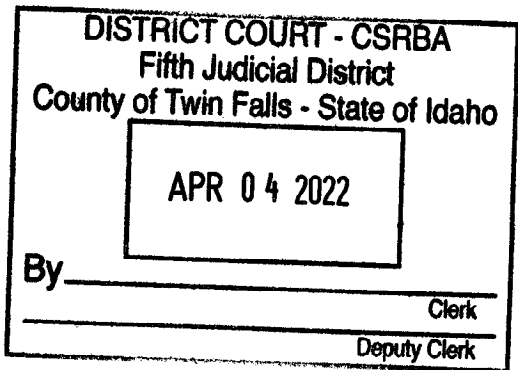 DISTRICT COURT - CSRBA
Fifth Judicial District
County of Twin Falls - State of Idaho
APR 04 2022
By
Clerk
Deputy Clerk